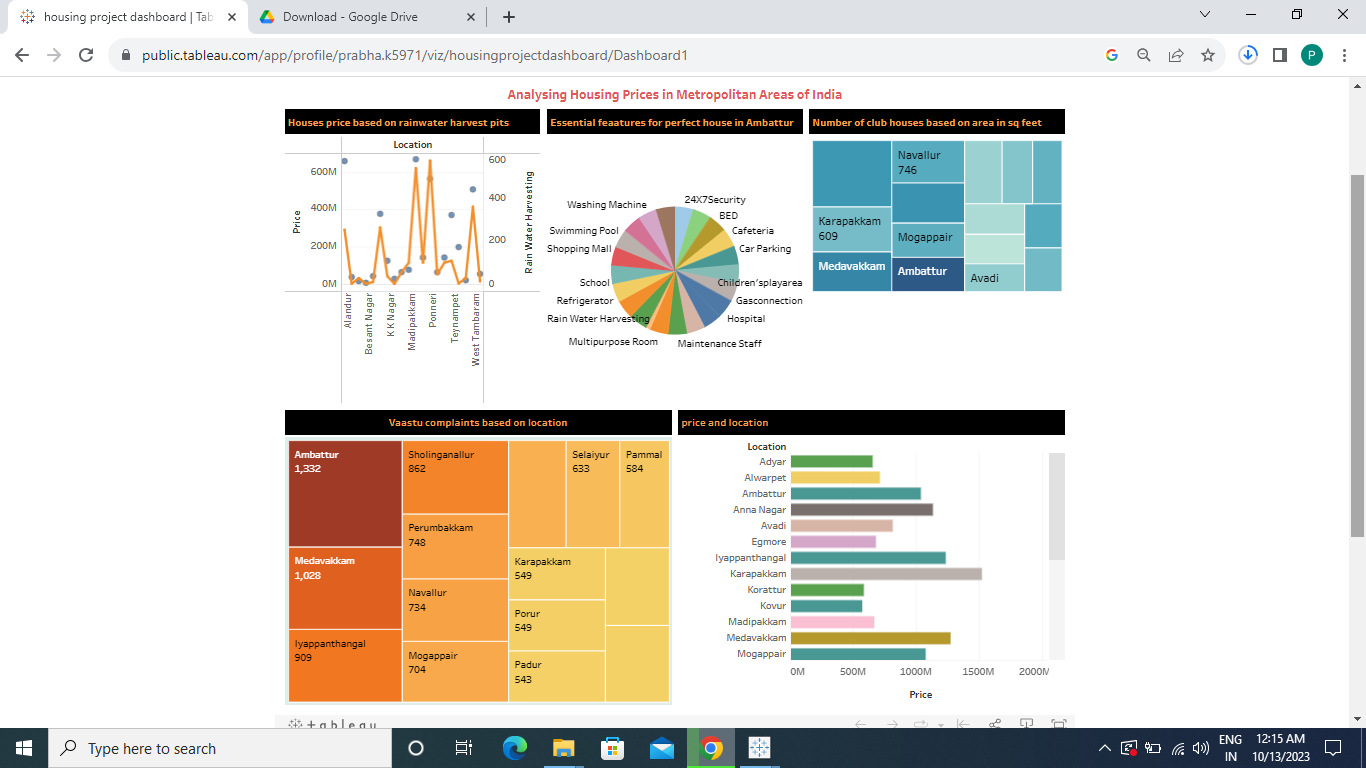 housing project dashboard | Tab
Download - Google Drive
public.tableau.com/app/profile/prabha.k5971/viz/housingprojectdashboard/Dashboard1
P
Analysing Housing Prices in Metropolitan Areas of India
Houses price based on rainwater harvest pits
Location
600M
400M
200M
0M
Price
600
400
200
0
Rain Water Harvesting
Alandur
Besant Nagar
K K Nagar
Madipakkam
Ponneri
Teynampet
West Tambaram
Essential feaatures for perfect house in Ambattur
24X7Security
BED
Cafeteria
Car Parking
Children'splayarea
Gasconnection
Hospital
Maintenance Staff
Multipurpose Room
Rain Water Harvesting
Refrigerator
School
Shopping Mall
Swimming Pool
Washing Machine
Number of club houses based on area in sq feet
Karapakkam
609
Medavakkam
Navallur
746
Mogappair
Ambattur
Avadi
Vaastu complaints based on location
Ambattur
1,332
Medavakkam
1,028
Iyappanthangal
909
Sholinganallur
862
Perumbakkam
748
Navallur
734
Mogappair
704
Selaiyur
633
Pammal
584
Karapakkam
549
Porur
549
Padur
543
price and location
Location
Adyar
Alwarpet
Ambattur
Anna Nagar
Avadi
Egmore
Iyappanthangal
Karapakkam
Korattur
Kovur
Madipakkam
Medavakkam
Mogappair
0M 500M 1000M 1500M 2000M
Price
tableau
Type here to search
ENG
IN
12:15 AM
10/13/2023